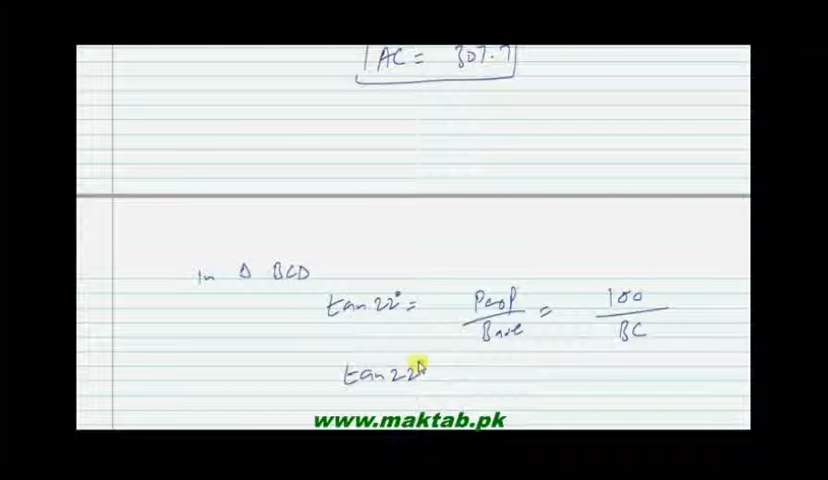 AC = 307.7
In Δ BCD
tan 22° = Perp/Base = 100/BC
tan 22°
www.maktab.pk